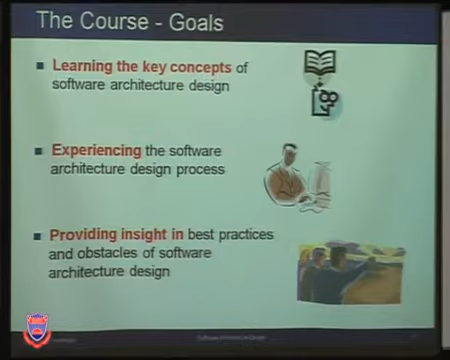 The Course - Goals
Learning the key concepts of
software architecture design
Experiencing the software
architecture design process
Providing insight in best practices
and obstacles of software
architecture design